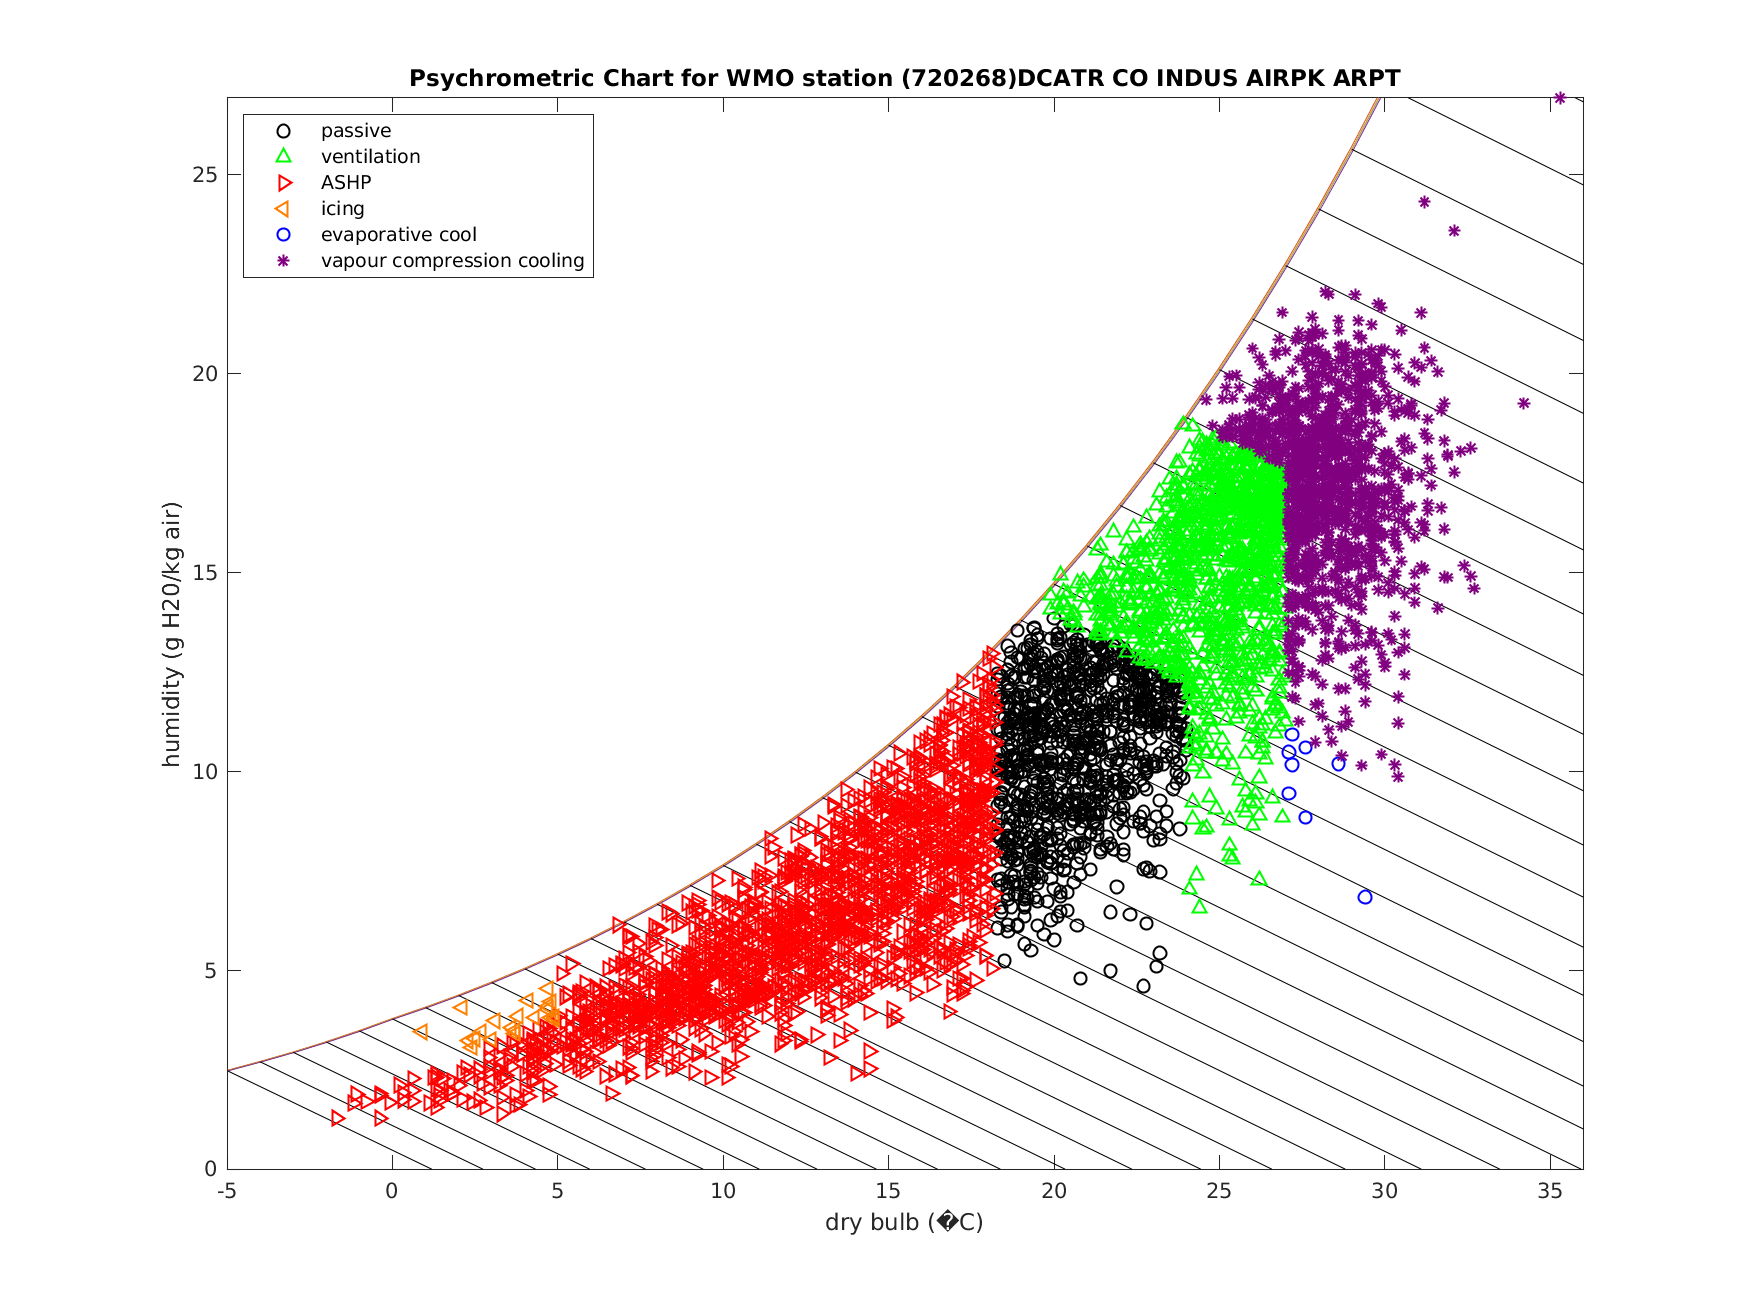 Psychrometric Chart for WMO station (720268)DCATR CO INDUS AIRPK ARPT
passive
ventilation
ASHP
icing
evaporative cool
vapour compression cooling
25
20
15
10
5
0
humidity (g H20/kg air)
-5 0 5 10 15 20 25 30 35
dry bulb (�C)